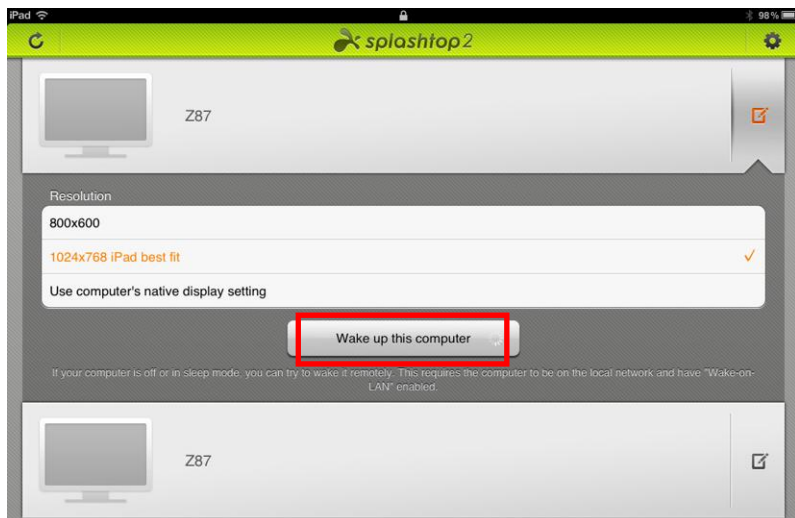 iPad 98%
splashtop2
Z87
Resolution
800x600
1024x768 iPad best fit
Use computer's native display setting
Wake up this computer
If your computer is off or in sleep mode, you can try to wake it remotely. This requires the computer to be on the local network and have "Wake-on-
LAN" enabled.
Z87